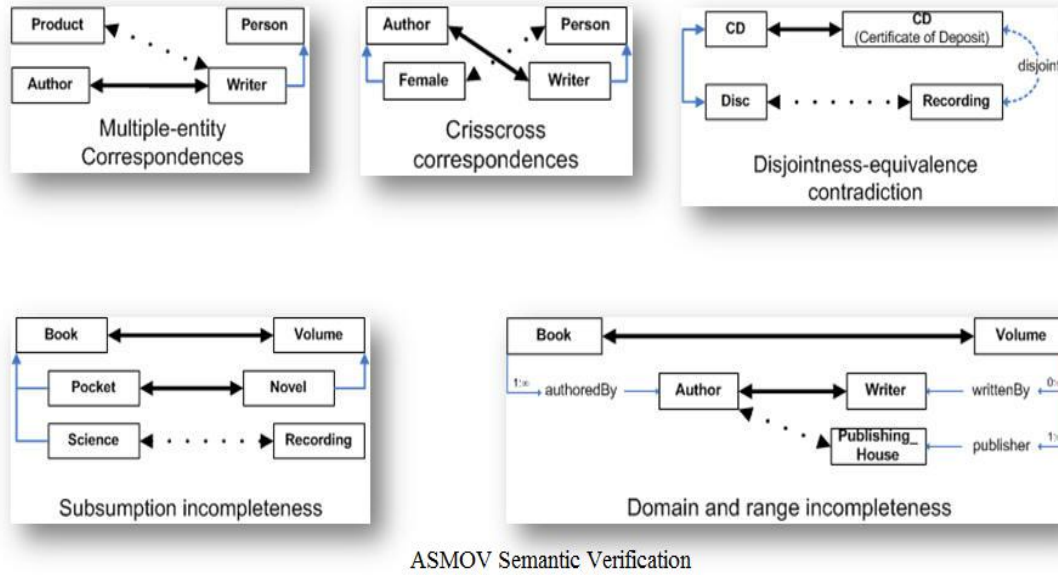 Product
Person
Author
Writer
Multiple-entity
Correspondences
Author
Person
Female
Writer
Crisscross
correspondences
CD
CD
(Certificate of Deposit)
disjoint
Disc
Recording
Disjointness-equivalence
contradiction
Book
Volume
Pocket
Novel
Science
Recording
Subsumption incompleteness
Book
Volume
1:∞
authoredBy
Author
Writer
writtenBy
Publishing_
House
publisher
Domain and range incompleteness
ASMOV Semantic Verification